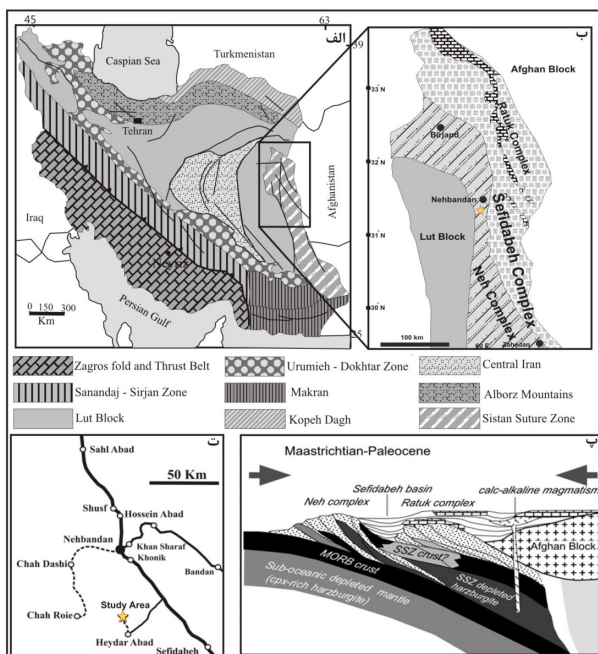 45
63
39
25
الف
Caspian Sea
Turkmenistan
Tehran
Iraq
Afghanistan
Persian Gulf
0 150 300
Km
ب
33 N
32 N
31 N
30 N
Afghan Block
Ratuk Complex
Birjand
Nehbandan
Sefidabeh Complex
Lut Block
Neh Complex
Zahedan
60 E
100 km
Zagros fold and Thrust Belt
Urumieh - Dokhtar Zone
Central Iran
Sanandaj - Sirjan Zone
Makran
Alborz Mountains
Lut Block
Kopeh Dagh
Sistan Suture Zone
ت
Sahl Abad
50 Km
Shusf
Hossein Abad
Nehbandan
Khan Sharaf
Khonik
Chah Dashi
Bandan
Chah Roie
Study Area
Heydar Abad
Sefidabeh
پ
Maastrichtian-Paleocene
Sefidabeh basin
Neh complex
Ratuk complex
calc-alkaline magmatism
Afghan Block
SSZ crust?
MORB crust
SSZ depleted
harzburgite
Sub-oceanic depleted mantle
(cpx-rich harzburgite)